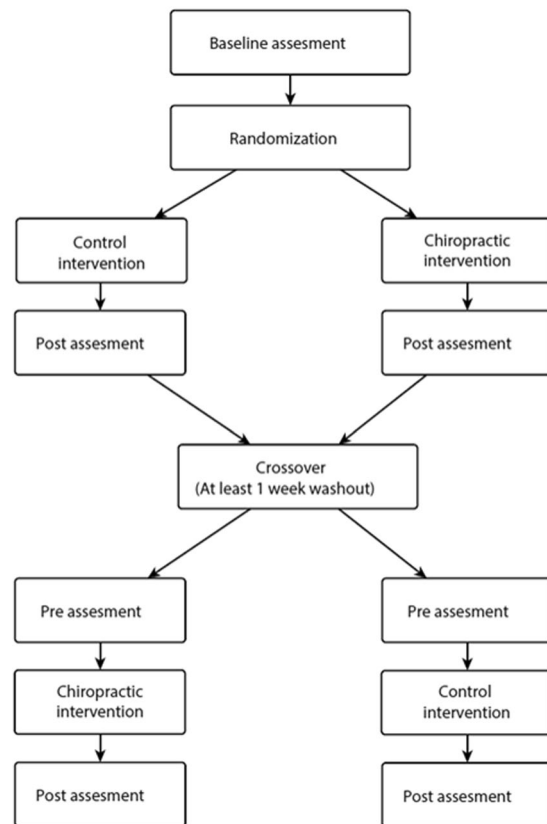 Baseline assesment
Randomization
Control
intervention
Chiropractic
intervention
Post assesment
Post assesment
Crossover
(At least 1 week washout)
Pre assesment
Pre assesment
Chiropractic
intervention
Control
intervention
Post assesment
Post assesment